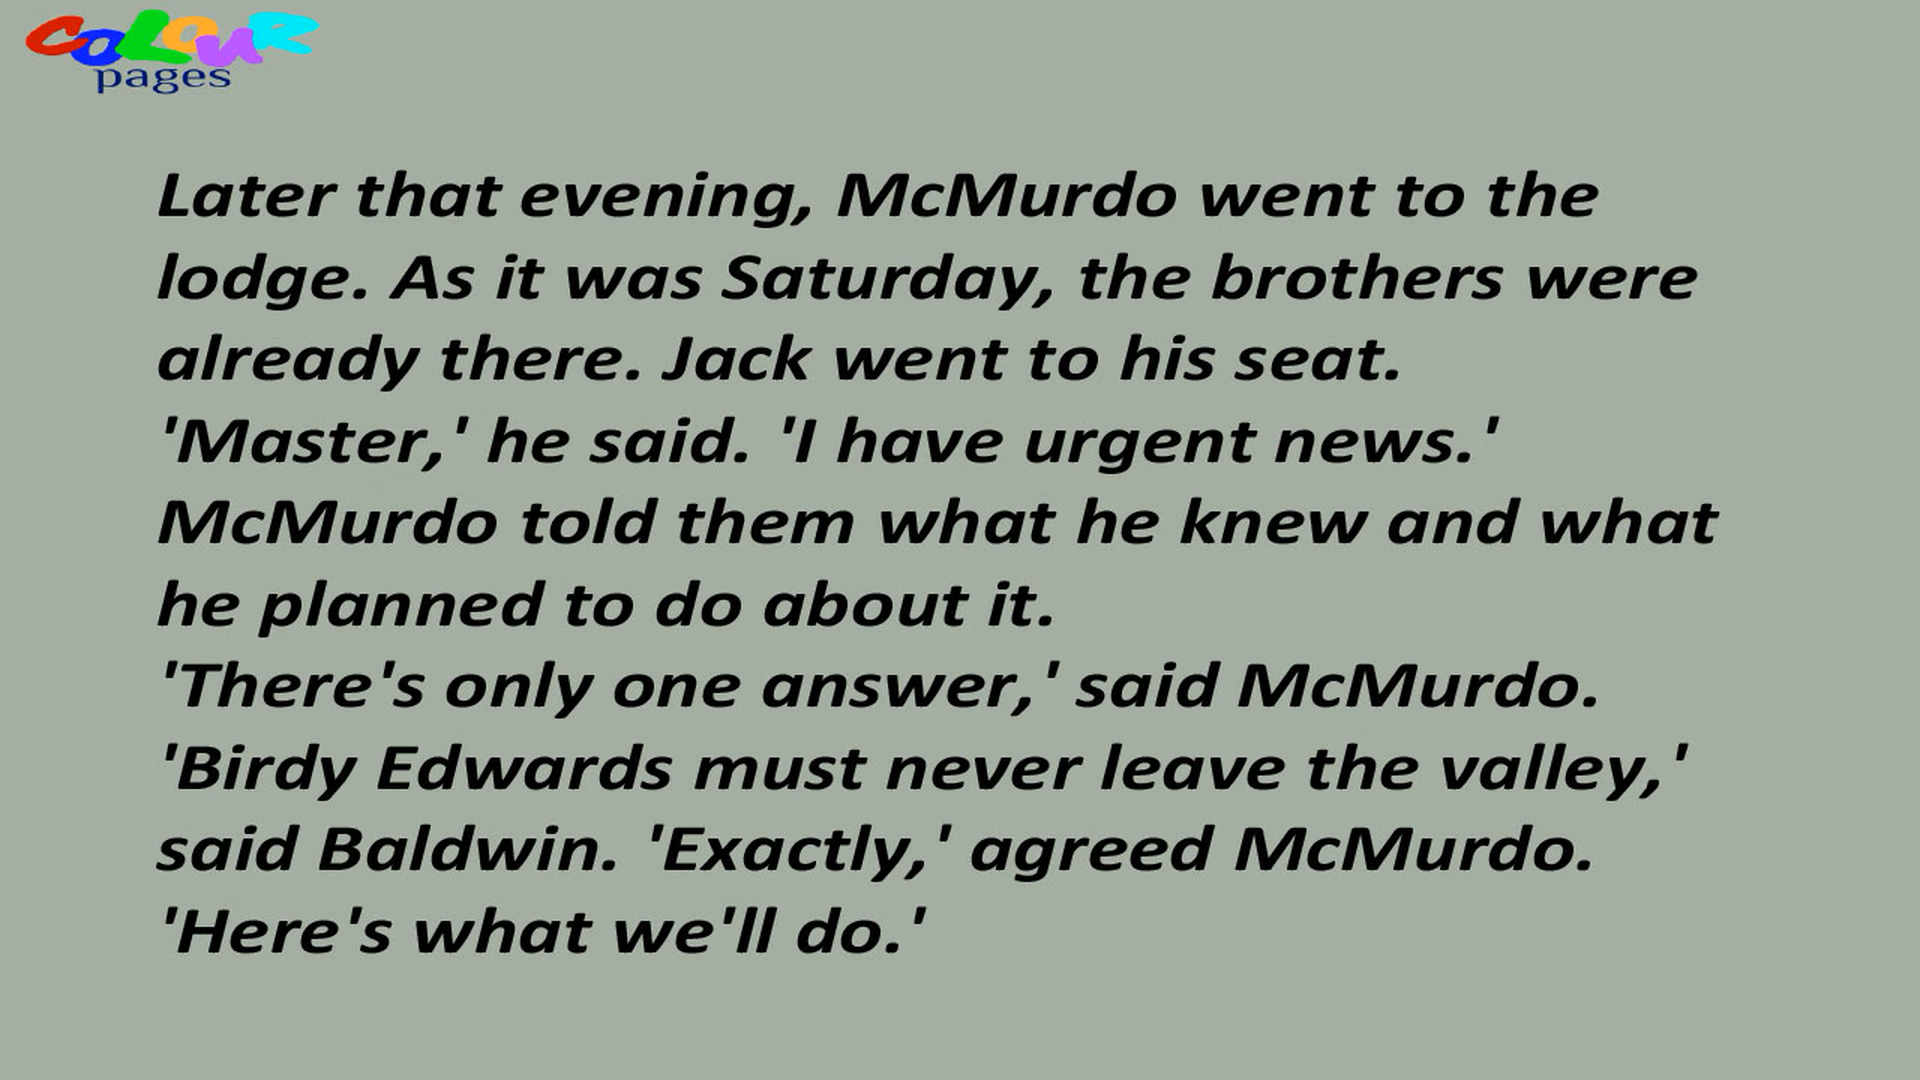 COLOUR
pages
Later that evening, McMurdo went to the
lodge. As it was Saturday, the brothers were
already there. Jack went to his seat.
'Master,' he said. 'I have urgent news.'
McMurdo told them what he knew and what
he planned to do about it.
'There's only one answer,' said McMurdo.
'Birdy Edwards must never leave the valley,'
said Baldwin. 'Exactly,' agreed McMurdo.
'Here's what we'll do.'